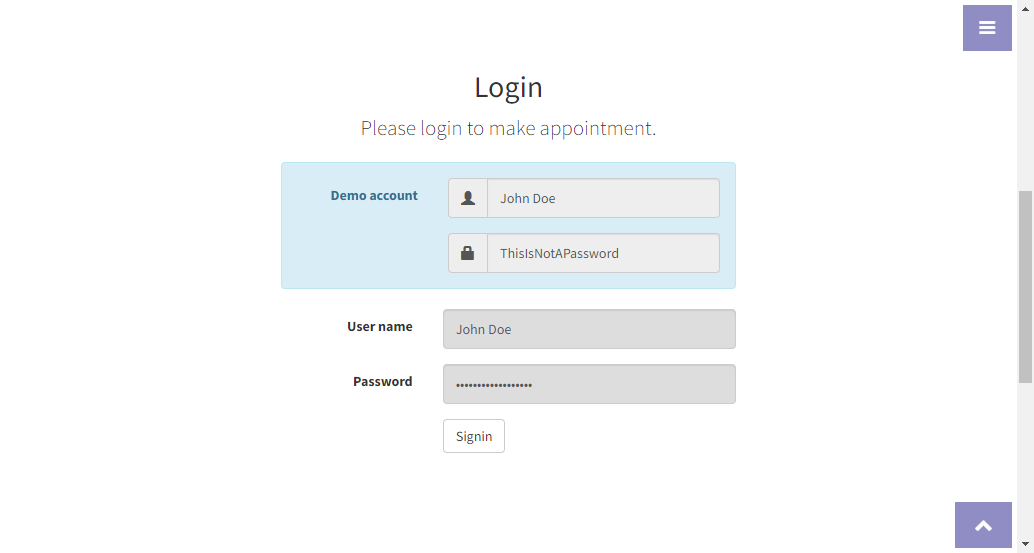 Login
Please login to make appointment.
Demo account
John Doe
ThisIsNotAPassword
User name
John Doe
Password
••••••••••••••••••
Signin